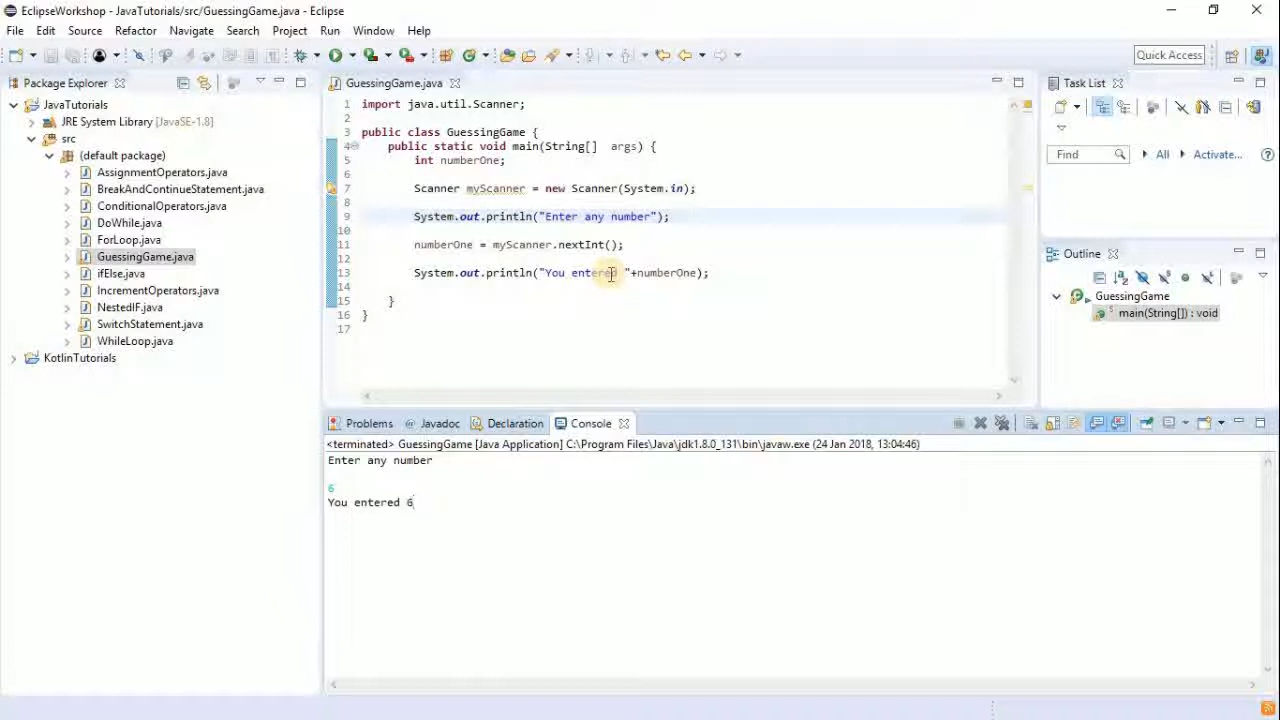 EclipseWorkshop - JavaTutorials/src/GuessingGame.java - Eclipse
File Edit Source Refactor Navigate Search Project Run Window Help
Quick Access
Package Explorer
JavaTutorials
JRE System Library [JavaSE-1.8]
src
(default package)
AssignmentOperators.java
BreakAndContinueStatement.java
ConditionalOperators.java
DoWhile.java
ForLoop.java
GuessingGame.java
ifElse.java
IncrementOperators.java
NestedIF.java
SwitchStatement.java
WhileLoop.java
KotlinTutorials
GuessingGame.java
1 import java.util.Scanner;
2
3 public class GuessingGame {
4 public static void main(String[] args) {
5 int numberOne;
6
7 Scanner myScanner = new Scanner(System.in);
8
9 System.out.println("Enter any number");
10
11 numberOne = myScanner.nextInt();
12
13 System.out.println("You entered "+numberOne);
14
15 }
16 }
17
Task List
Find All Activate...
Outline
GuessingGame
main(String[]) : void
Problems Javadoc Declaration Console
<terminated> GuessingGame [Java Application] C:\Program Files\Java\jdk1.8.0_131\bin\javaw.exe (24 Jan 2018, 13:04:46)
Enter any number
6
You entered 6